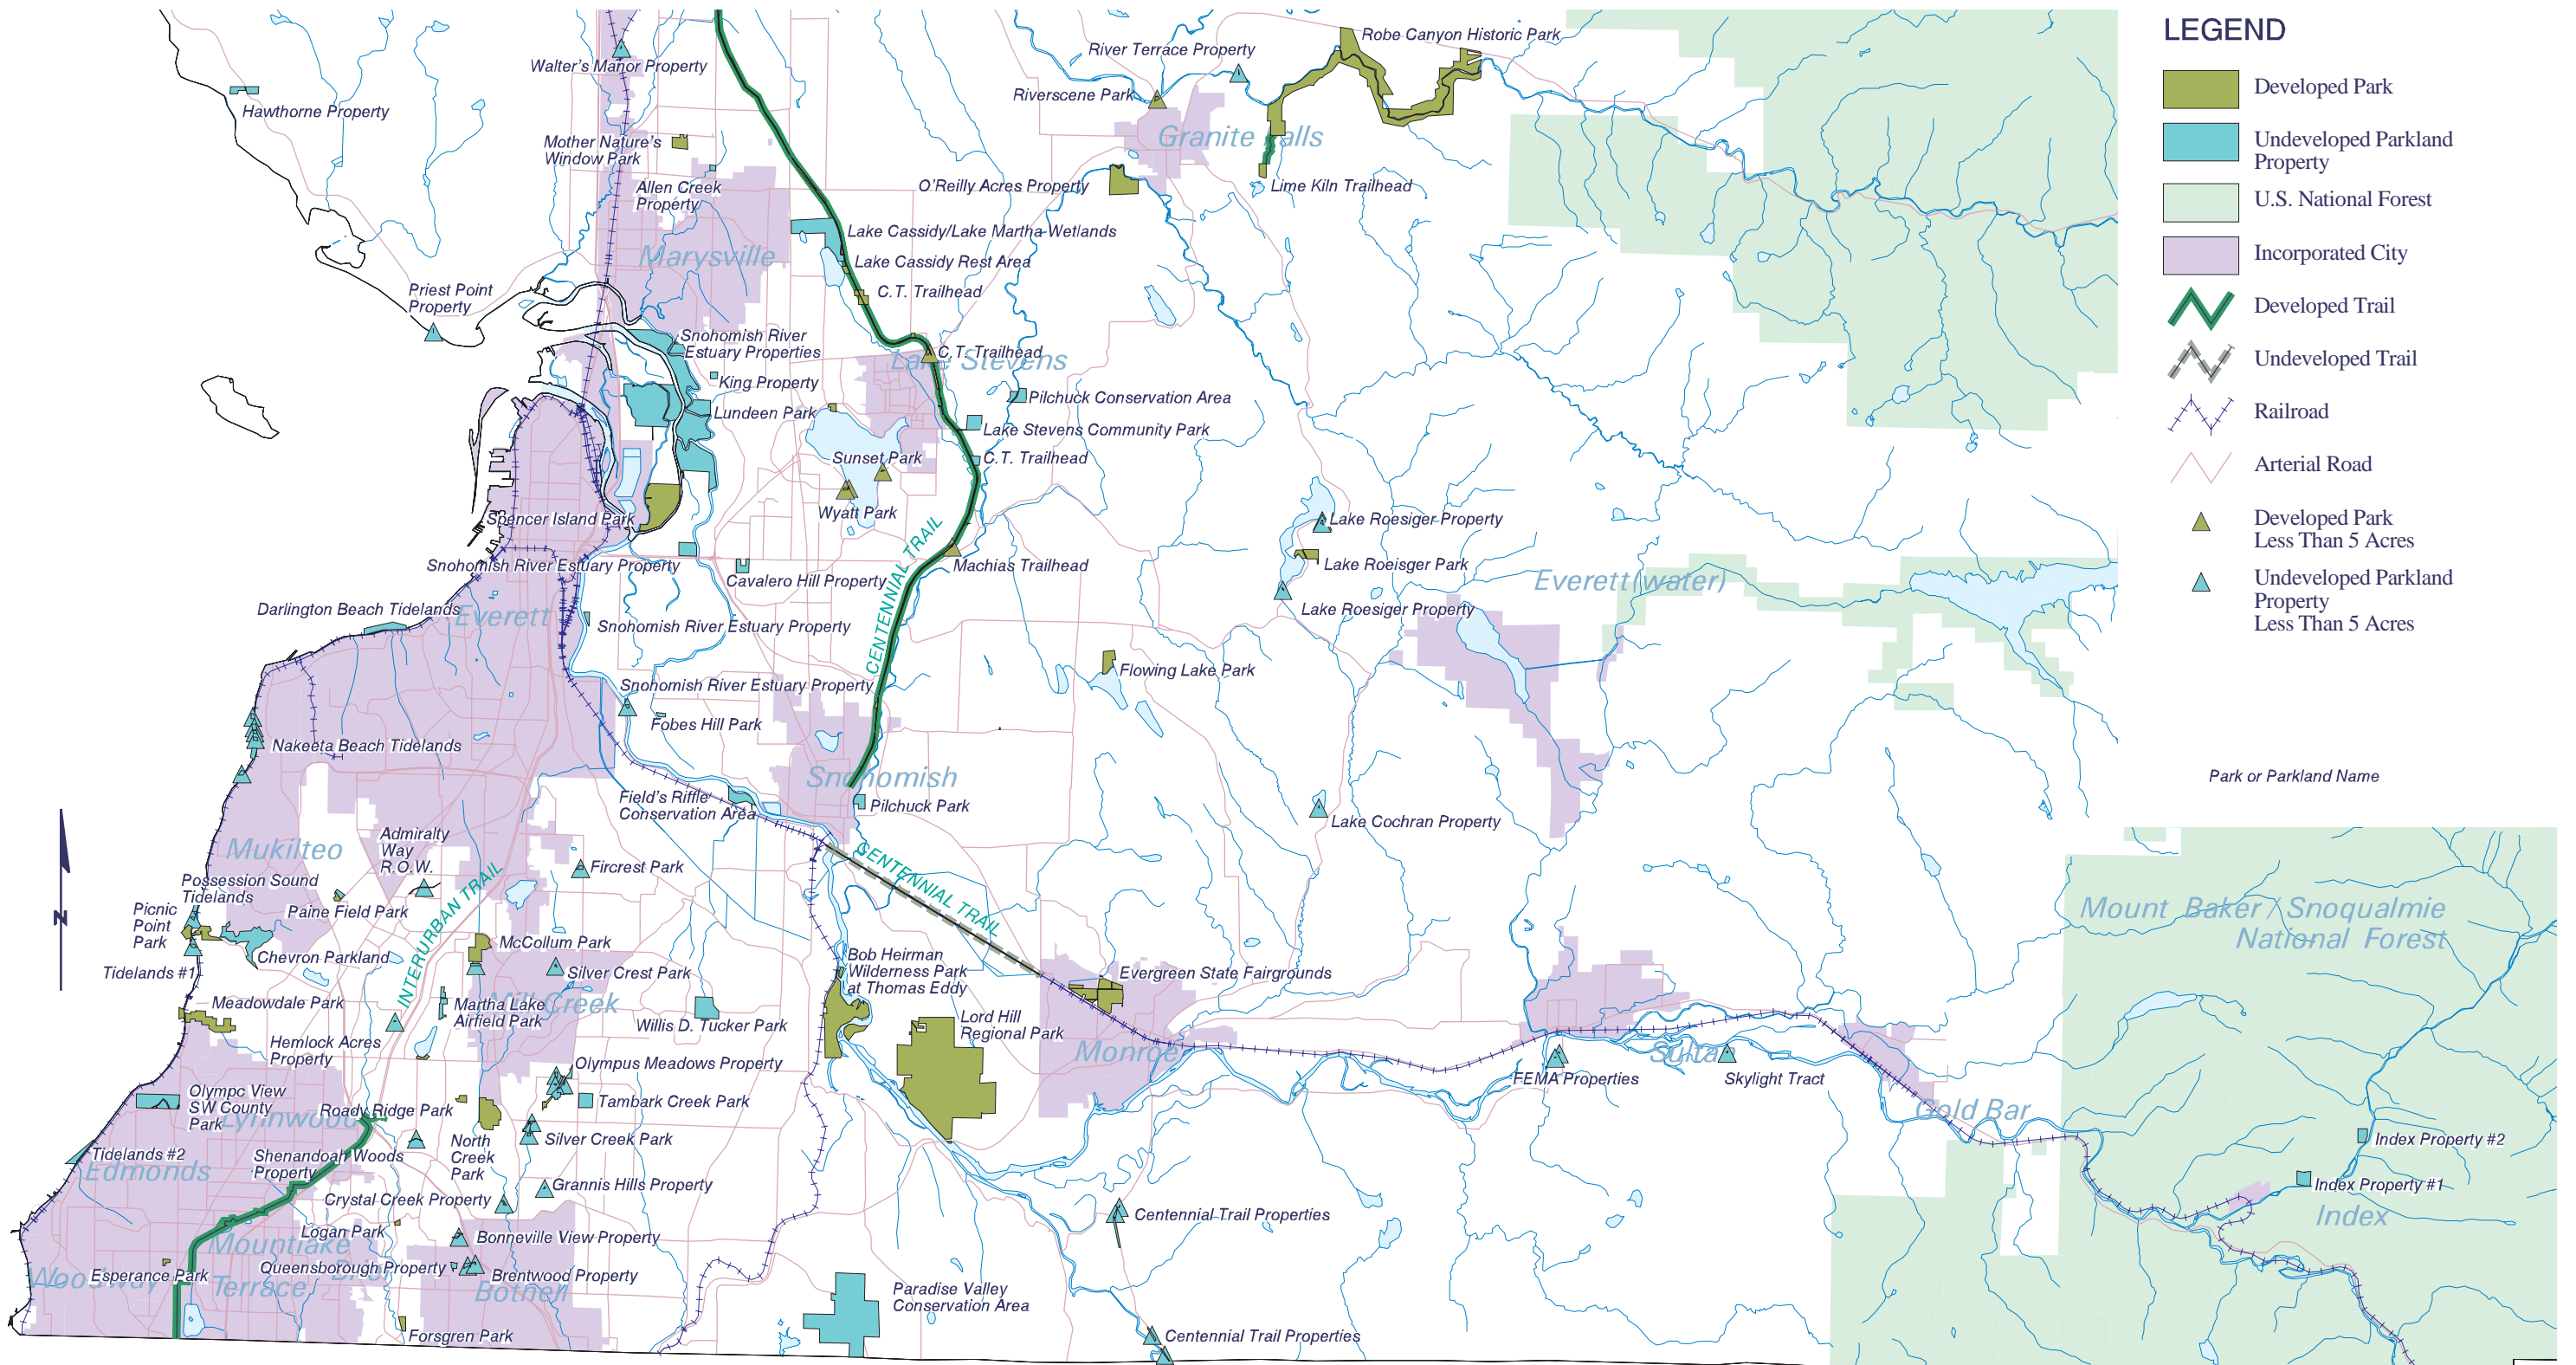 Walter's Manor Property
Hawthorne Property
Mother Nature's
Window Park
Allen Creek
Property
Marysville
Priest Point
Property
River Terrace Property
Riverscene Park
Robe Canyon Historic Park
Granite Falls
O'Reilly Acres Property
Lime Kiln Trailhead
Lake Cassidy/Lake Martha Wetlands
Lake Cassidy Rest Area
C.T. Trailhead
Snohomish River
Estuary Properties
C.T. Trailhead
Lake Stevens
King Property
Lundeen Park
Pilchuck Conservation Area
Lake Stevens Community Park
C.T. Trailhead
Sunset Park
Wyatt Park
Spencer Island Park
Snohomish River Estuary Property
Cavalero Hill Property
CENTENNIAL TRAIL
Machias Trailhead
Lake Roesiger Property
Lake Roeisger Park
Lake Roesiger Property
Everett (water)
Darlington Beach Tidelands
Everett
Snohomish River Estuary Property
Snohomish River Estuary Property
Fobes Hill Park
Flowing Lake Park
Nakeeta Beach Tidelands
Snohomish
Field's Riffle
Conservation Area
Pilchuck Park
Lake Cochran Property
Mukilteo
Admiralty
Way
R.O.W.
Fircrest Park
CENTENNIAL TRAIL
INTERURBAN TRAIL
Possession Sound
Tidelands
Picnic
Point
Park
Paine Field Park
Chevron Parkland
Tidelands #1
McCollum Park
Silver Crest Park
Martha Lake
Airfield Park
Mill Creek
Willis D. Tucker Park
Bob Heirman
Wilderness Park
at Thomas Eddy
Lord Hill
Regional Park
Evergreen State Fairgrounds
Monroe
Meadowdale Park
Hemlock Acres
Property
Olympus Meadows Property
Tambark Creek Park
Olympc View
SW County
Park
Lynnwood
Roady Ridge Park
North
Creek
Park
Silver Creek Park
Tidelands #2
Edmonds
Shenandoah Woods
Property
Crystal Creek Property
Grannis Hills Property
Logan Park
Bonneville View Property
Mountlake
Terrace
Brier
Queensborough Property
Brentwood Property
Bothell
Woodway
Esperance Park
Forsgren Park
Paradise Valley
Conservation Area
Centennial Trail Properties
Centennial Trail Properties
FEMA Properties
Sultan
Skylight Tract
Gold Bar
Mount Baker / Snoqualmie
National Forest
Index Property #2
Index Property #1
Index
N
LEGEND
Developed Park
Undeveloped Parkland
Property
U.S. National Forest
Incorporated City
Developed Trail
Undeveloped Trail
Railroad
Arterial Road
Developed Park
Less Than 5 Acres
Undeveloped Parkland
Property
Less Than 5 Acres
Park or Parkland Name